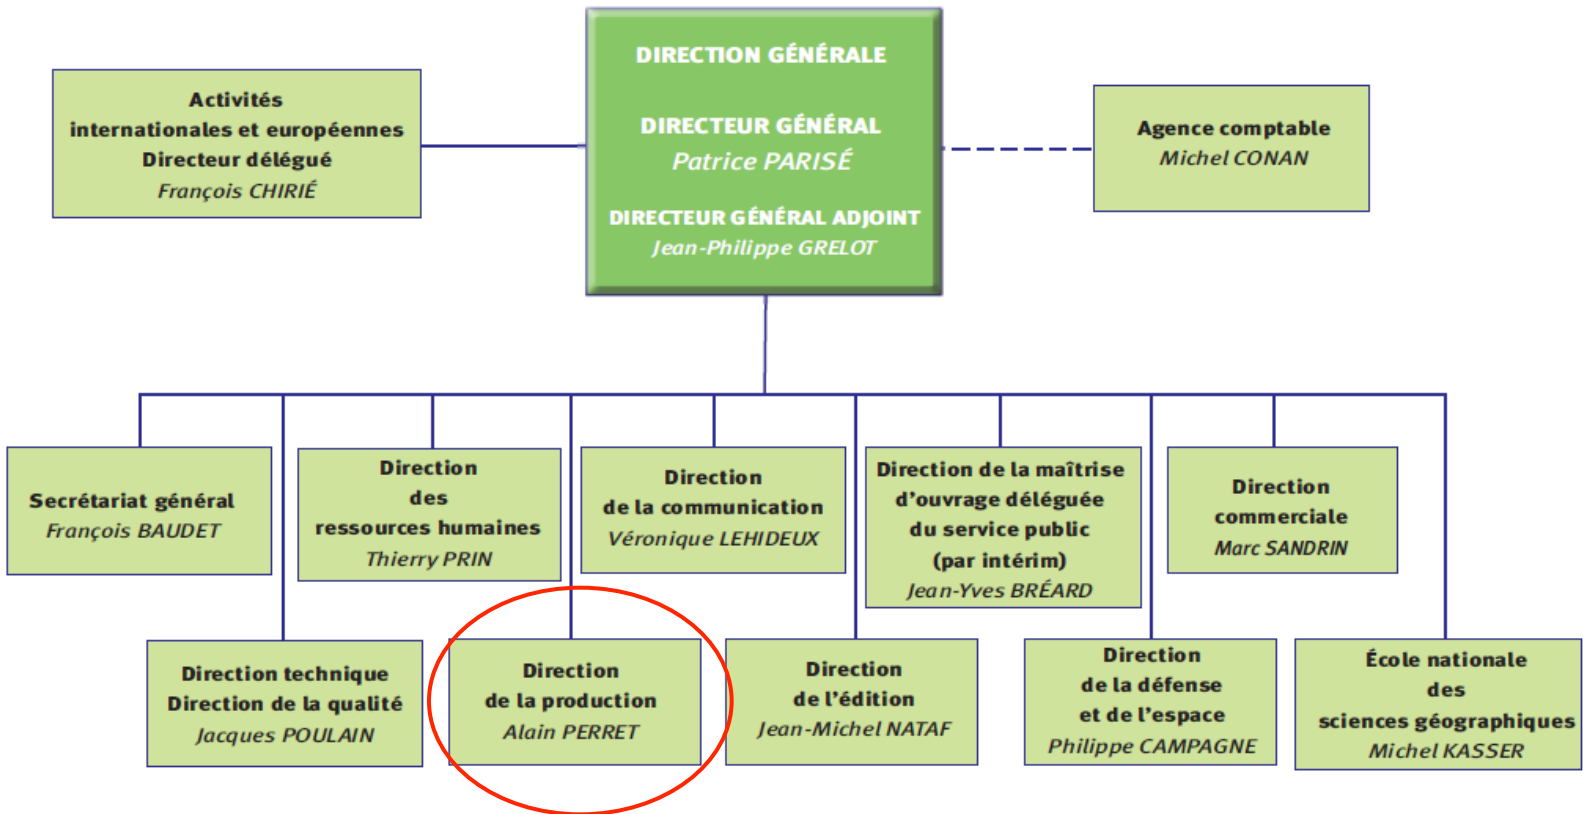 DIRECTION GÉNÉRALE
DIRECTEUR GÉNÉRAL
Patrice PARISÉ
DIRECTEUR GÉNÉRAL ADJOINT
Jean-Philippe GRELOT
Activités
internationales et européennes
Directeur délégué
François CHIRIÉ
Agence comptable
Michel CONAN
Secrétariat général
François BAUDET
Direction
des
ressources humaines
Thierry PRIN
Direction
de la communication
Véronique LEHIDEUX
Direction de la maîtrise
d'ouvrage déléguée
du service public
(par intérim)
Jean-Yves BRÉARD
Direction
commerciale
Marc SANDRIN
Direction technique
Direction de la qualité
Jacques POULAIN
Direction
de la production
Alain PERRET
Direction
de l'édition
Jean-Michel NATAF
Direction
de la défense
et de l'espace
Philippe CAMPAGNE
École nationale
des
sciences géographiques
Michel KASSER